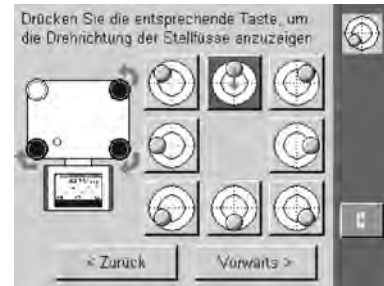 Drücken Sie die entsprechende Taste, um
die Drehrichtung der Stellfüsse anzuzeigen
< Zurück
Vorwärts >
C